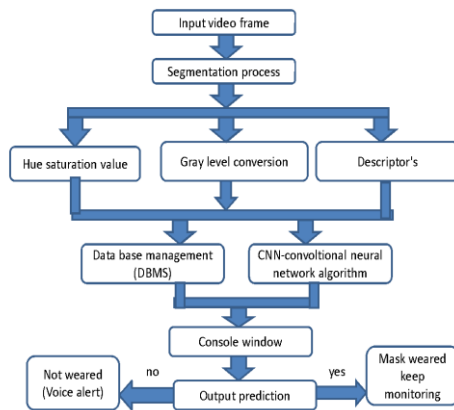 Input video frame
Segmentation process
Hue saturation value
Gray level conversion
Descriptor's
Data base management
(DBMS)
CNN-convoltional neural
network algorithm
Console window
Not weared
(Voice alert)
no
Output prediction
yes
Mask weared
keep
monitoring